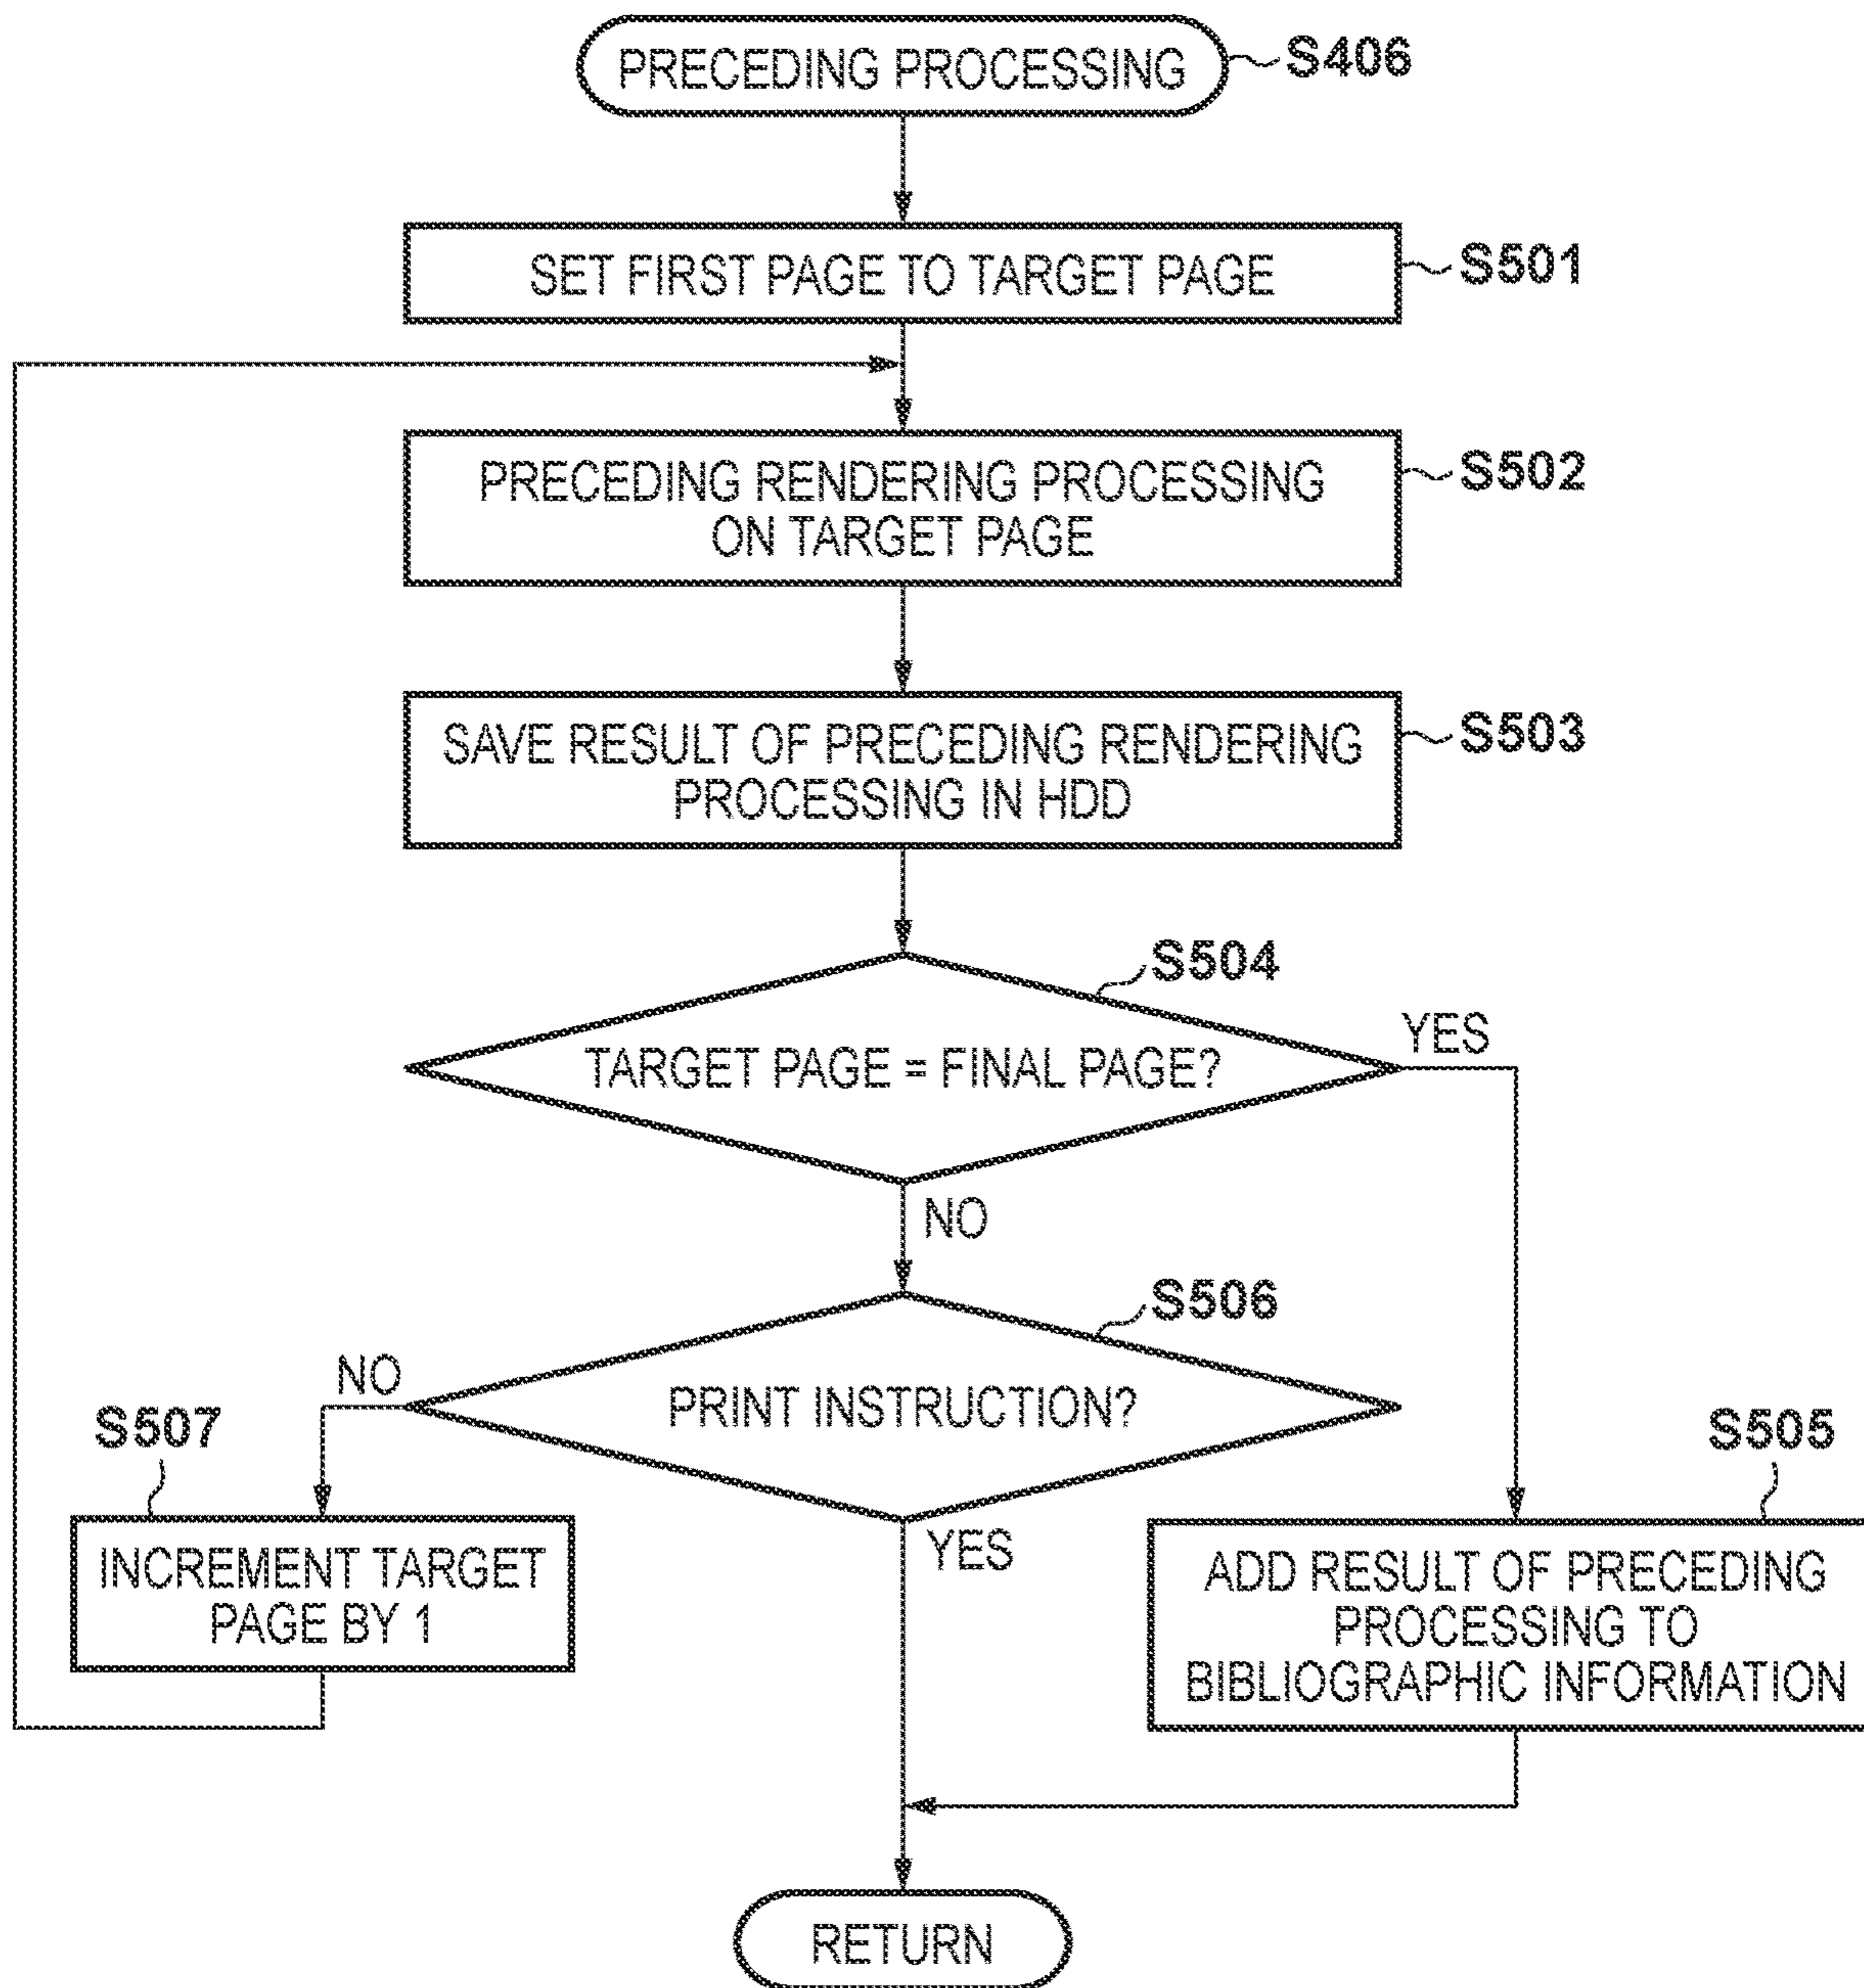 PRECEDING PROCESSING
S406
SET FIRST PAGE TO TARGET PAGE
S501
PRECEDING RENDERING PROCESSING
ON TARGET PAGE
S502
SAVE RESULT OF PRECEDING RENDERING
PROCESSING IN HDD
S503
S504
TARGET PAGE = FINAL PAGE?
YES
NO
S506
PRINT INSTRUCTION?
NO
YES
S507
INCREMENT TARGET
PAGE BY 1
S505
ADD RESULT OF PRECEDING
PROCESSING TO
BIBLIOGRAPHIC INFORMATION
RETURN